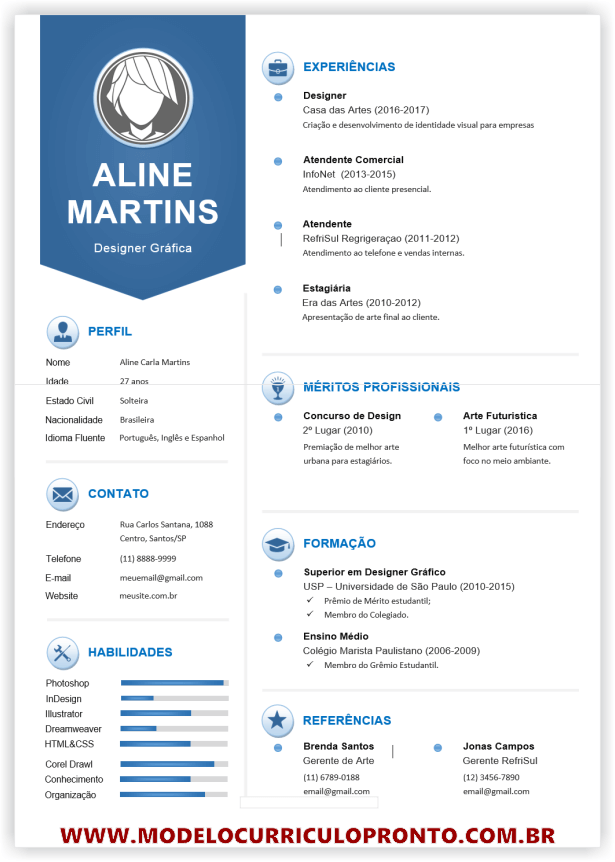 ALINE
MARTINS
Designer Gráfica
PERFIL
Nome Aline Carla Martins
Idade 27 anos
Estado Civil Solteira
Nacionalidade Brasileira
Idioma Fluente Português, Inglês e Espanhol
CONTATO
Endereço Rua Carlos Santana, 1088
Centro, Santos/SP
Telefone (11) 8888-9999
E-mail meuemail@gmail.com
Website meusite.com.br
HABILIDADES
Photoshop
InDesign
Illustrator
Dreamweaver
HTML&CSS
Corel Drawl
Conhecimento
Organização
EXPERIÊNCIAS
Designer
Casa das Artes (2016-2017)
Criação e desenvolvimento de identidade visual para empresas
Atendente Comercial
InfoNet (2013-2015)
Atendimento ao cliente presencial.
Atendente
RefriSul Regrigeraçao (2011-2012)
Atendimento ao telefone e vendas internas.
Estagiária
Era das Artes (2010-2012)
Apresentação de arte final ao cliente.
MÉRITOS PROFISSIONAIS
Concurso de Design
2º Lugar (2010)
Premiação de melhor arte
urbana para estagiários.
Arte Futuristica
1º Lugar (2016)
Melhor arte futurística com
foco no meio ambiente.
FORMAÇÃO
Superior em Designer Gráfico
USP – Universidade de São Paulo (2010-2015)
✓ Prêmio de Mérito estudantil;
✓ Membro do Colegiado.
Ensino Médio
Colégio Marista Paulistano (2006-2009)
✓ Membro do Grêmio Estudantil.
REFERÊNCIAS
Brenda Santos
Gerente de Arte
(11) 6789-0188
email@gmail.com
Jonas Campos
Gerente RefriSul
(12) 3456-7890
email@gmail.com
WWW.MODELOCURRICULOPRONTO.COM.BR